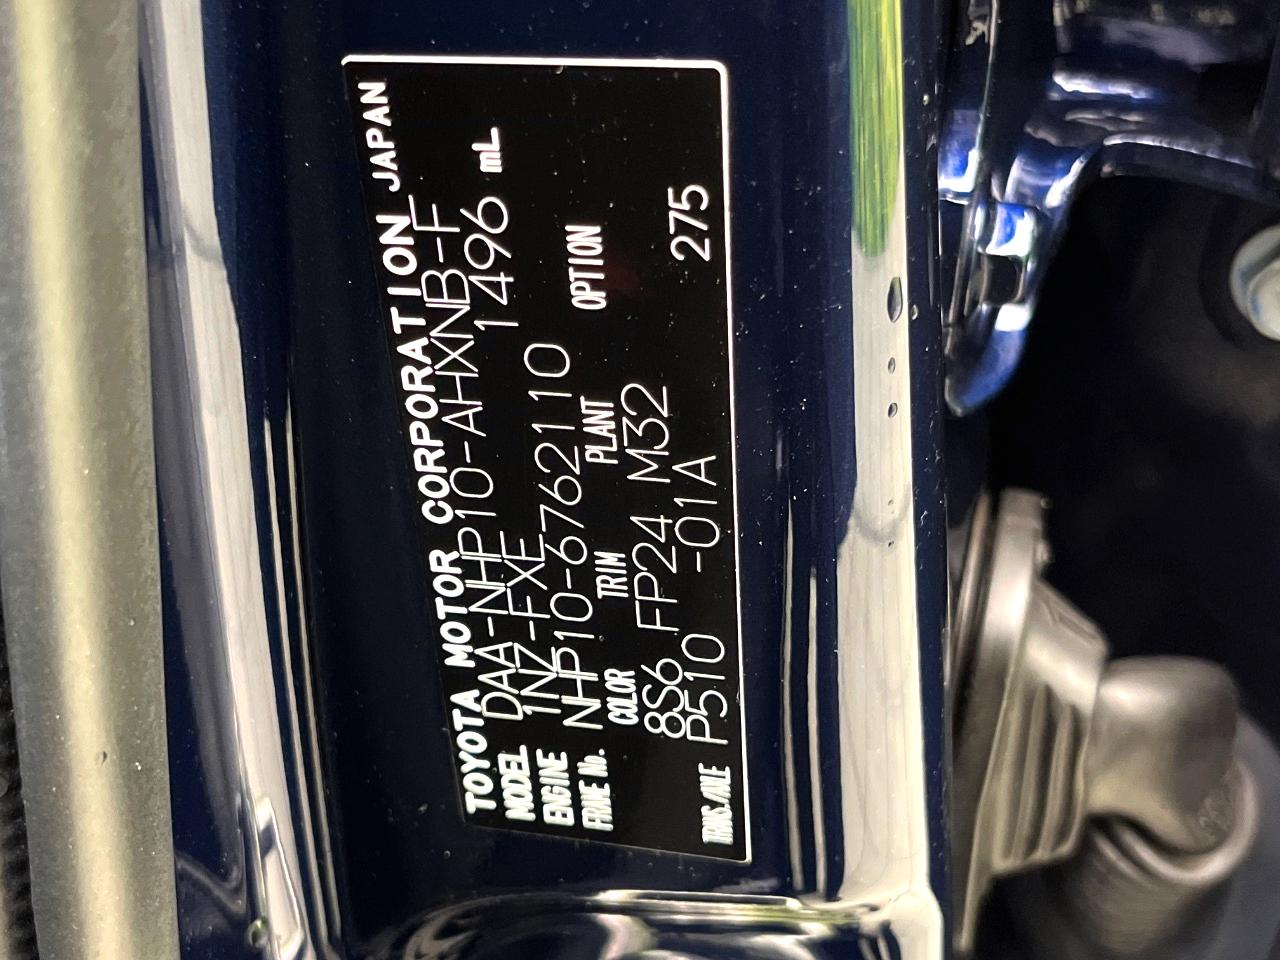 TOYOTA MOTOR CORPORATION JAPAN
MODEL DAA-NHP10-AHXNB-F
ENGINE 1NZ-FXE 1496 mL
FRAME No. NHP10-6762110
COLOR TRIM PLANT OPTION
8S6 FP24 M32
TRANS./AXLE P510 -01A 275